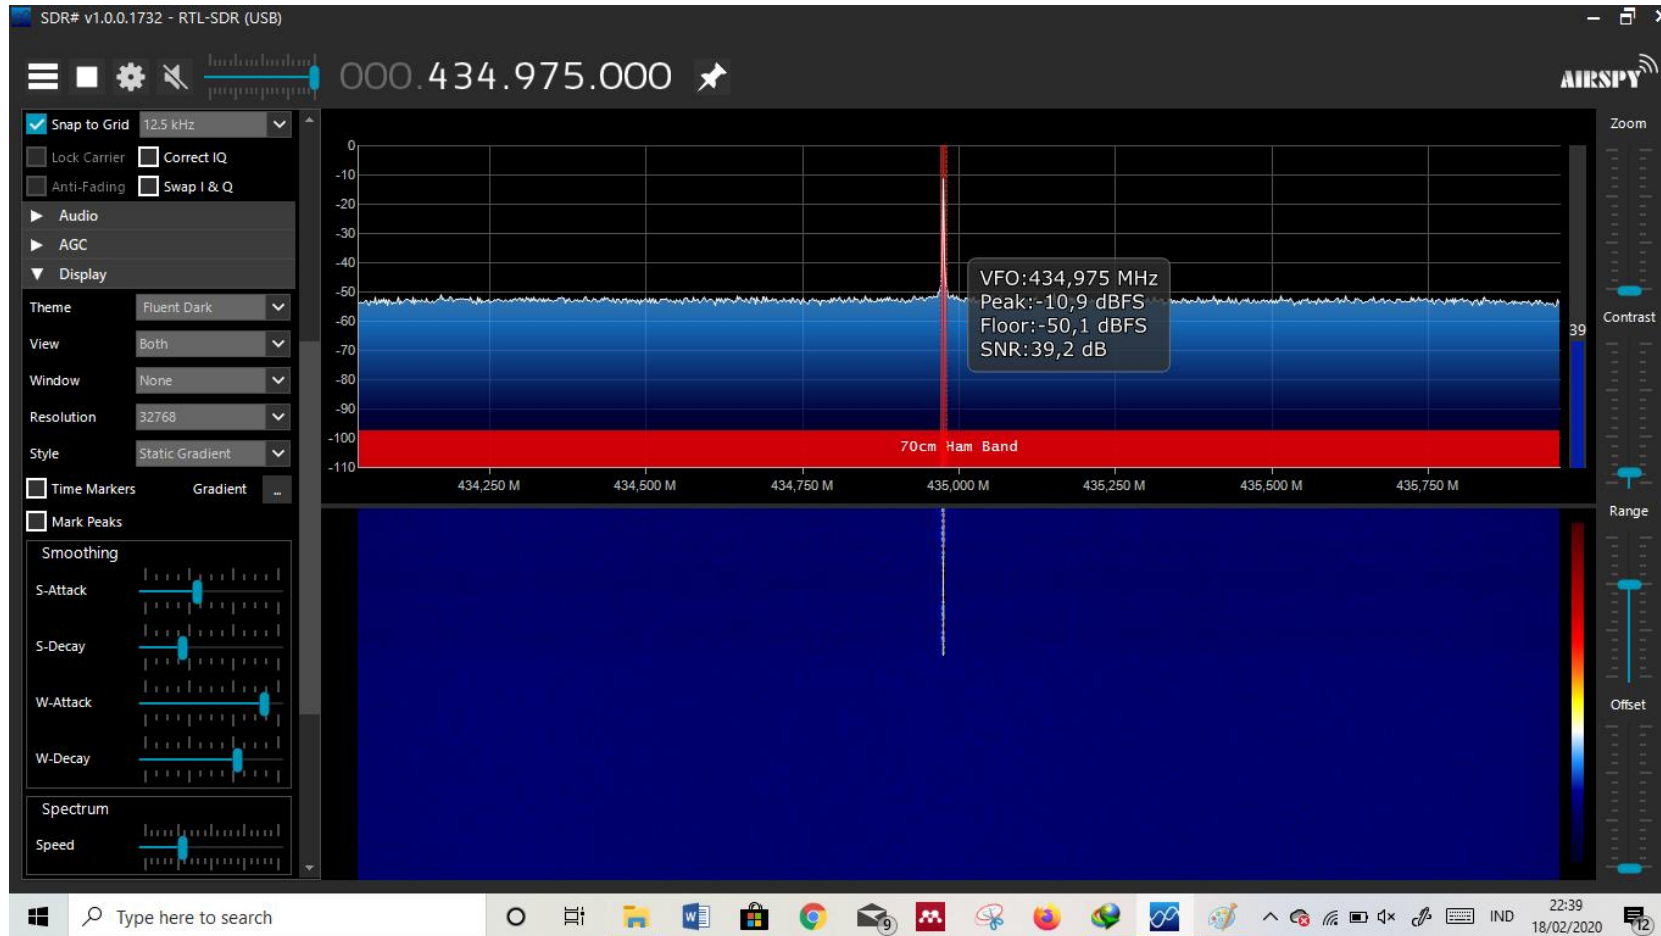 SDR# v1.0.0.1732 - RTL-SDR (USB)
000.434.975.000
AIRSPY
Snap to Grid 12.5 kHz
Lock Carrier Correct IQ
Anti-Fading Swap I & Q
Audio
AGC
Display
Theme Fluent Dark
View Both
Window None
Resolution 32768
Style Static Gradient
Time Markers Gradient ...
Mark Peaks
Smoothing
S-Attack
S-Decay
W-Attack
W-Decay
Spectrum
Speed
0
-10
-20
-30
-40
-50
-60
-70
-80
-90
-100
-110
VFO:434,975 MHz
Peak:-10,9 dBFS
Floor:-50,1 dBFS
SNR:39,2 dB
70cm Ham Band
434,250 M 434,500 M 434,750 M 435,000 M 435,250 M 435,500 M 435,750 M
39
Zoom
Contrast
Range
Offset
Type here to search
W
9
IND
22:39
18/02/2020
12